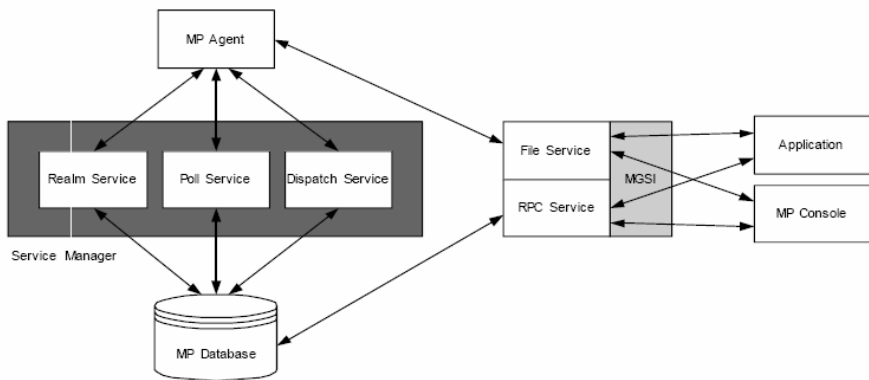 MP Agent
File Service
Application
Realm Service
Poll Service
Dispatch Service
MGSI
RPC Service
MP Console
Service Manager
MP Database